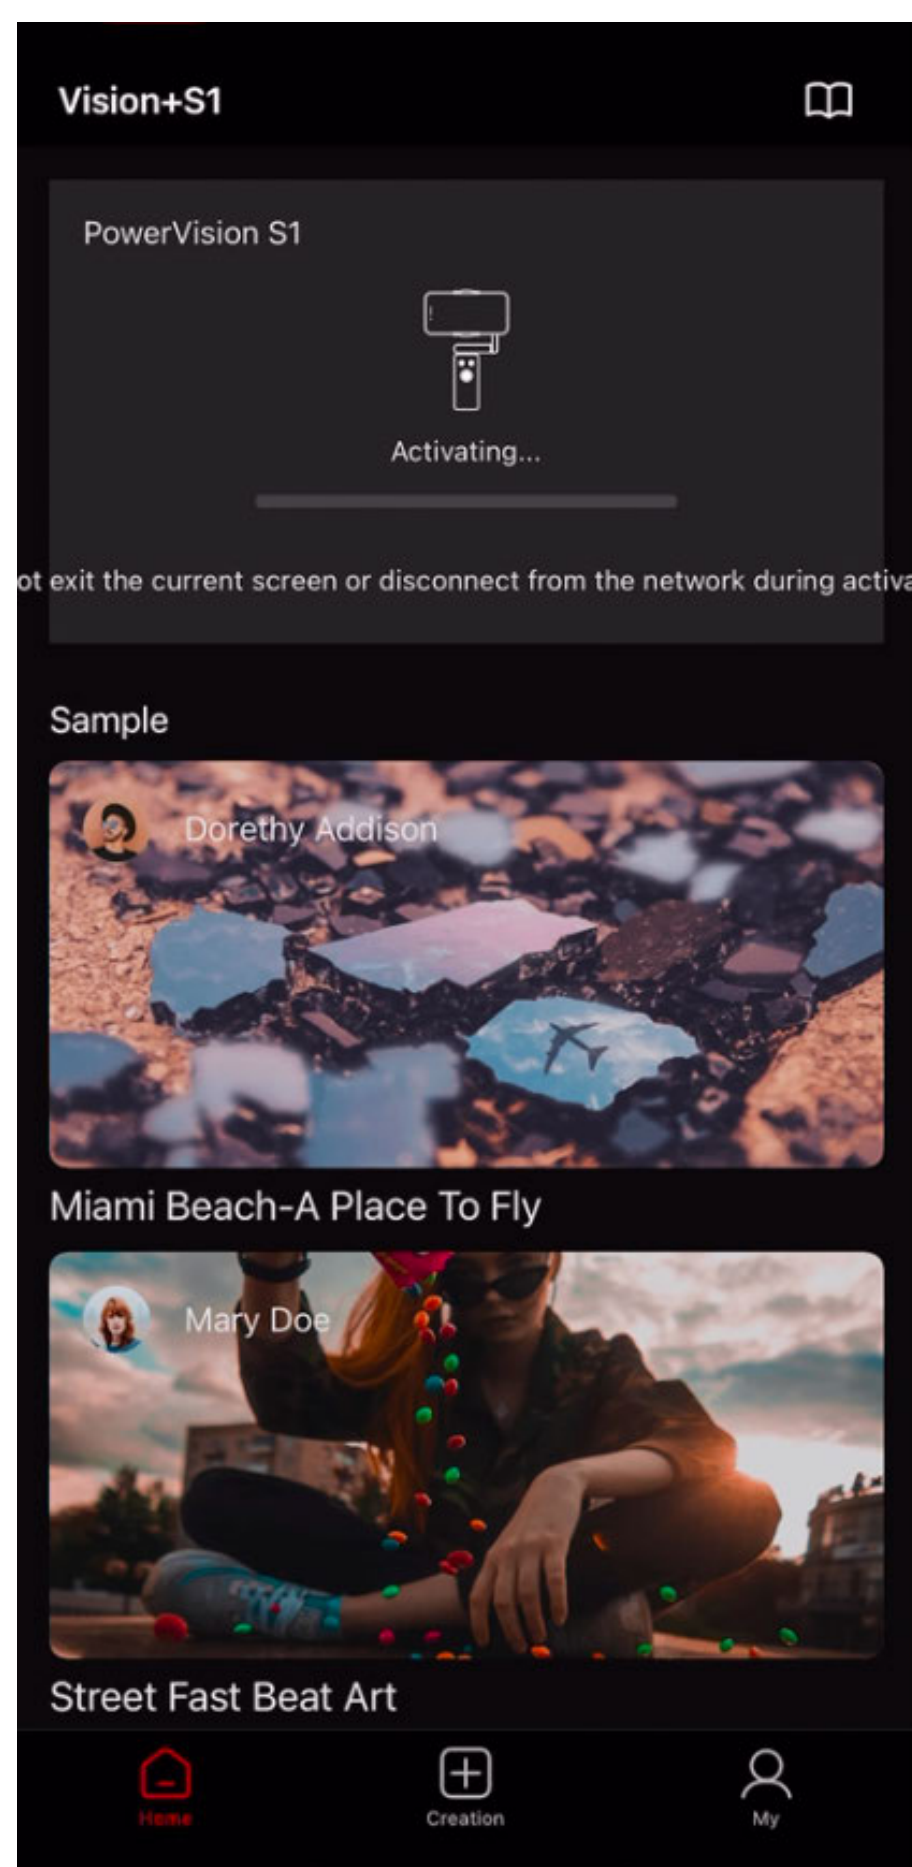 Vision+S1
PowerVision S1
Activating...
ot exit the current screen or disconnect from the network during activa
Sample
Dorethy Addison
Miami Beach-A Place To Fly
Mary Doe
Street Fast Beat Art
Home
Creation
My